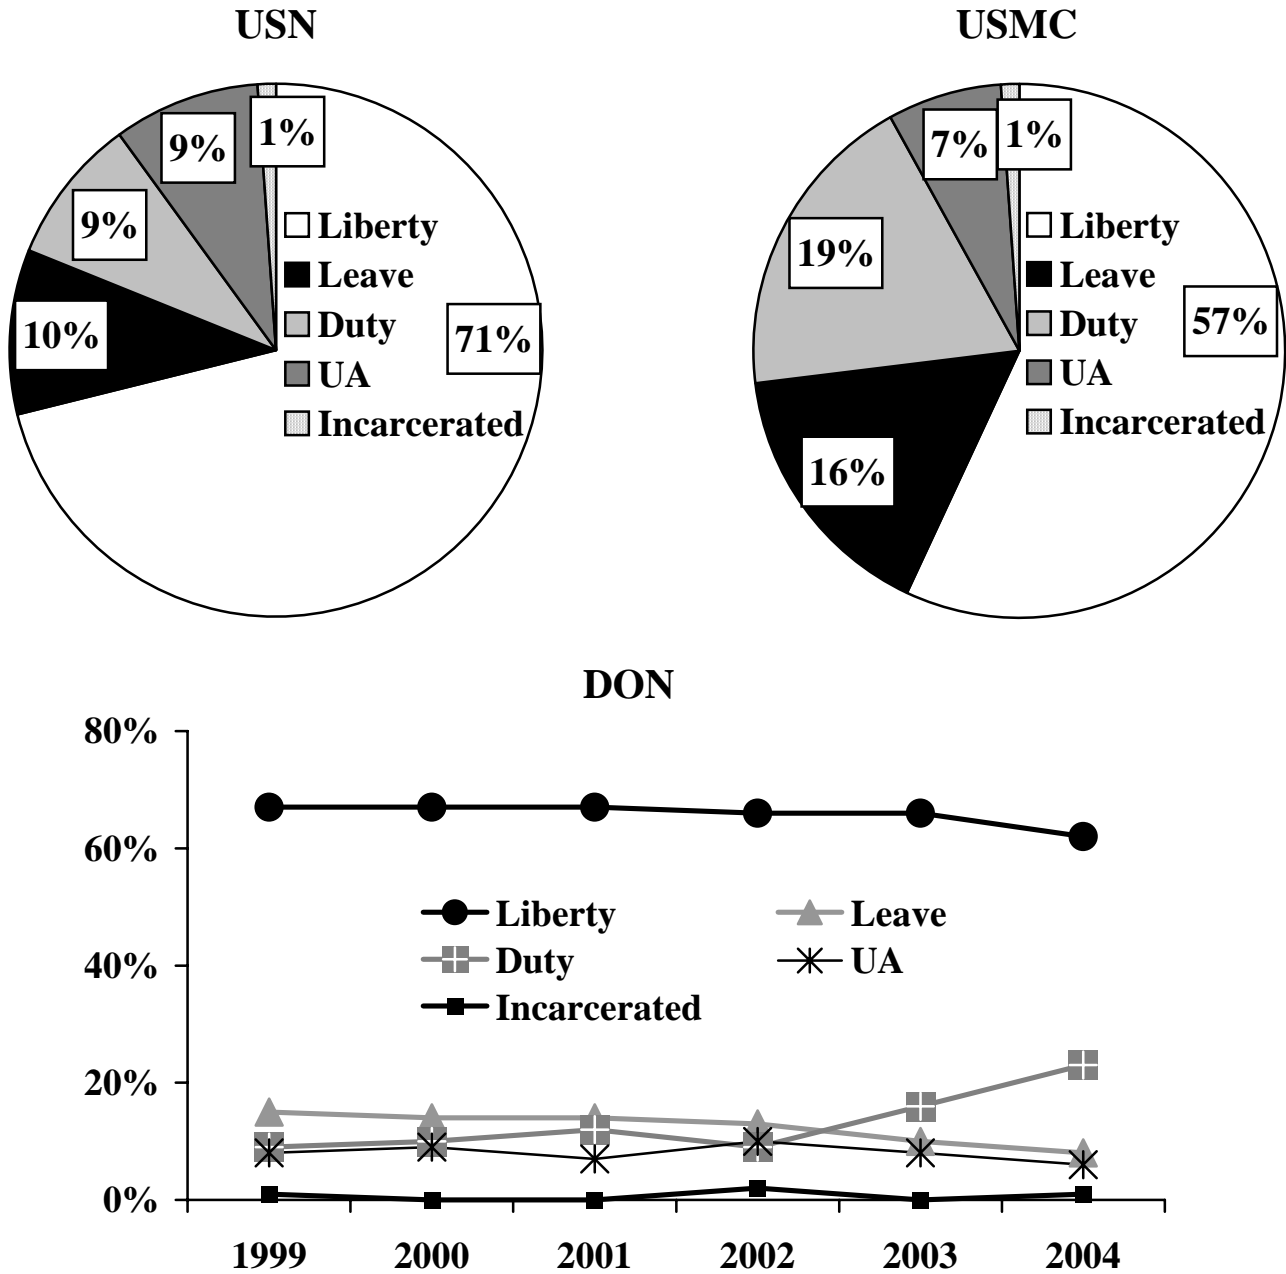 USN
1%
9%
9%
10%
71%
Liberty
Leave
Duty
UA
Incarcerated
USMC
1%
7%
19%
16%
57%
Liberty
Leave
Duty
UA
Incarcerated
DON
80%
60%
40%
20%
0%
Liberty Leave
Duty UA
Incarcerated
1999 2000 2001 2002 2003 2004